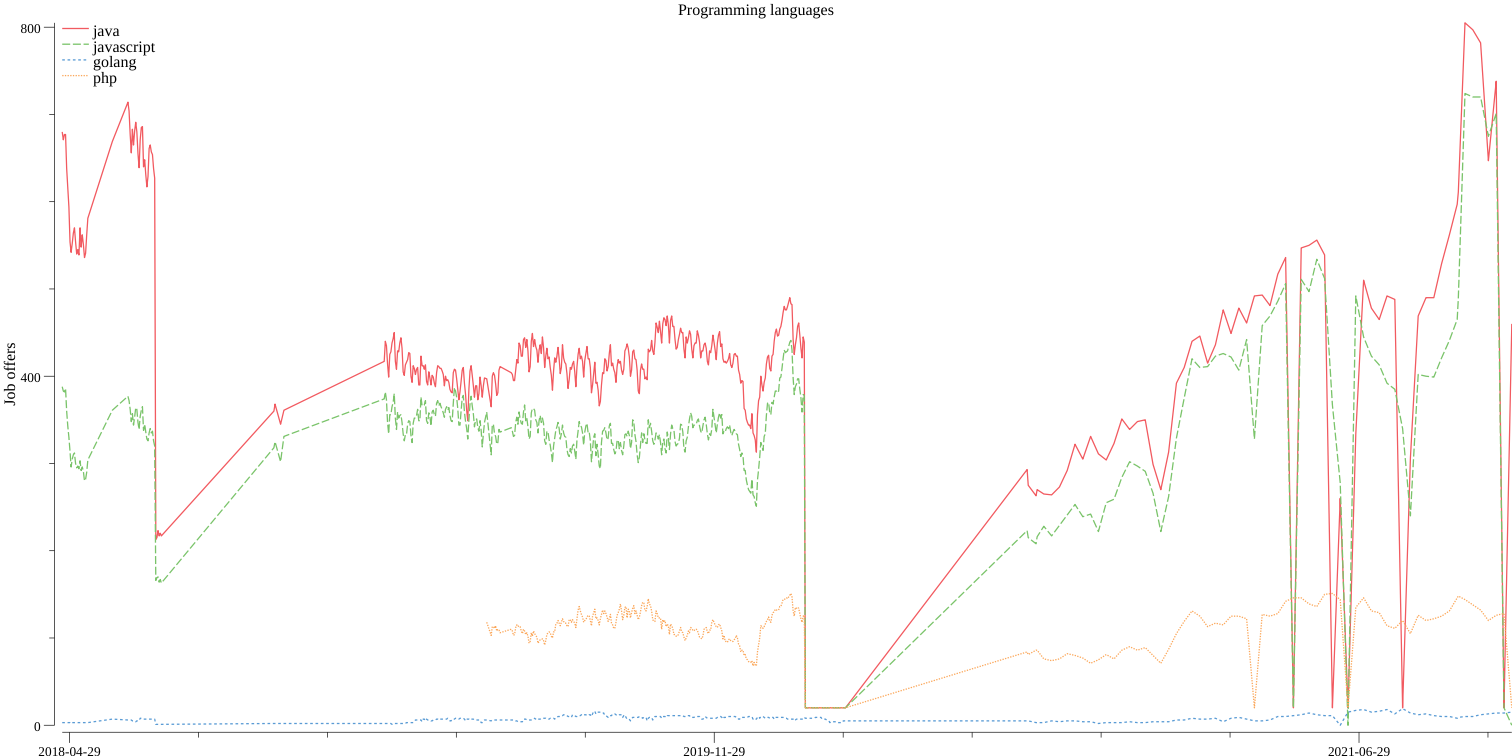 Programming languages
800
java
javascript
golang
php
Job offers
400
0
2018-04-29
2019-11-29
2021-06-29